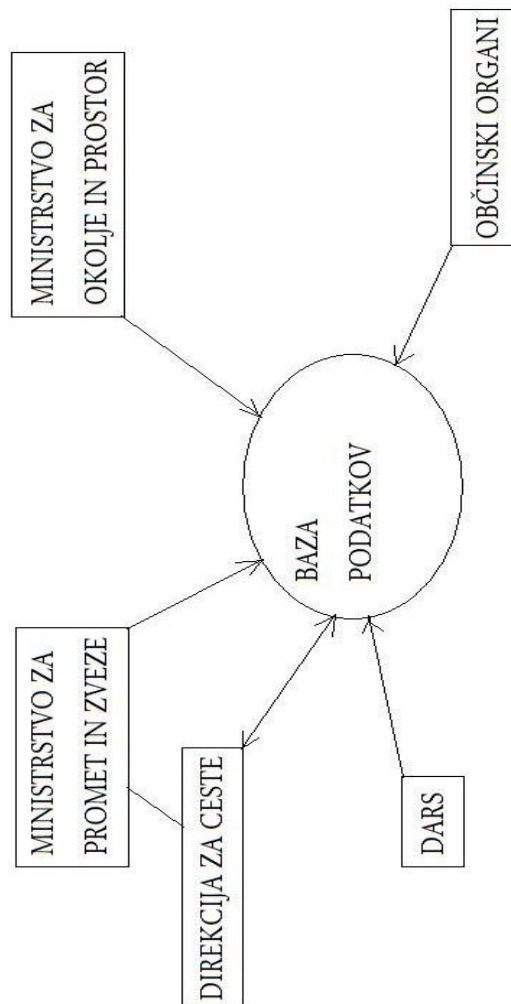 MINISTRSTVO ZA
PROMET IN ZVEZE
MINISTRSTVO ZA
OKOLJE IN PROSTOR
DIREKCIJA ZA CESTE
BAZA
PODATKOV
DARS
OBČINSKI ORGANI